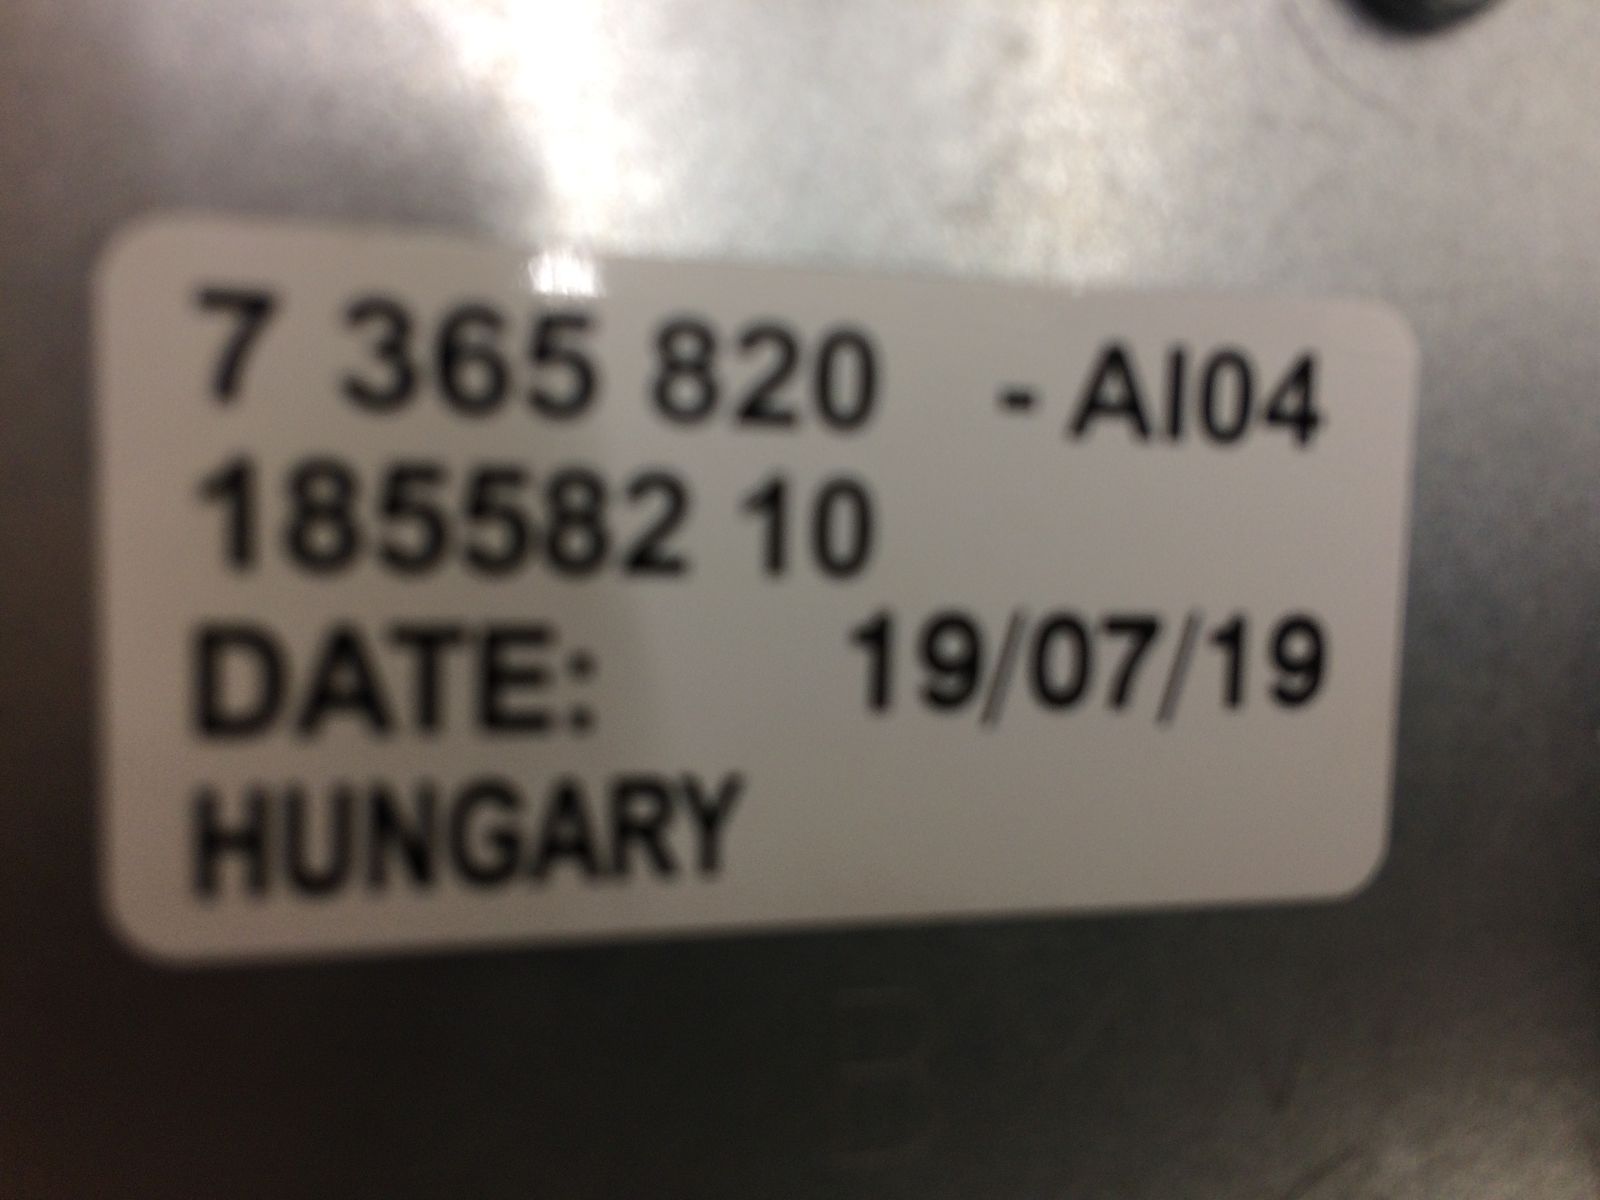 7 365 820 - AI04
185582 10
DATE: 19/07/19
HUNGARY